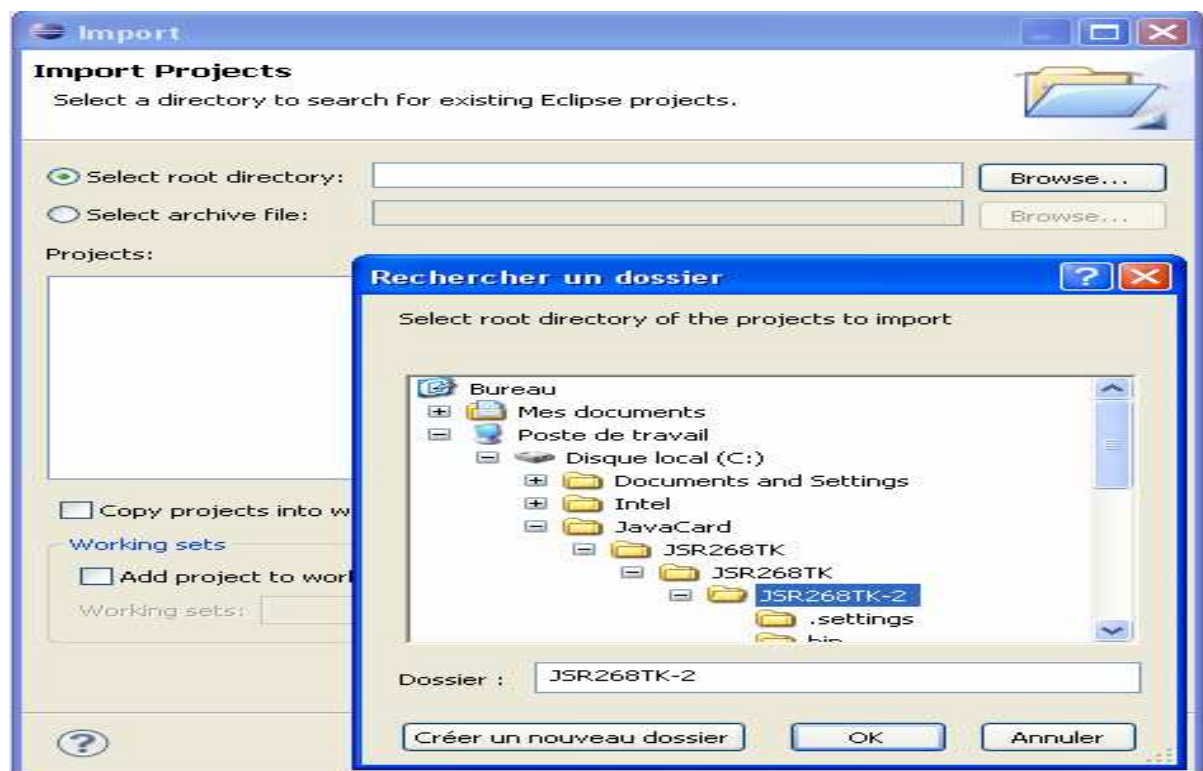 Import
Import Projects
Select a directory to search for existing Eclipse projects.
Select root directory:
Browse...
Select archive file:
Browse...
Projects:
Rechercher un dossier
Select root directory of the projects to import
Bureau
Mes documents
Poste de travail
Disque local (C:)
Documents and Settings
Intel
JavaCard
JSR268TK
JSR268TK
JSR268TK-2
.settings
bin
Copy projects into w
Working sets
Add project to work
Working sets:
Dossier :
JSR268TK-2
Créer un nouveau dossier
OK
Annuler